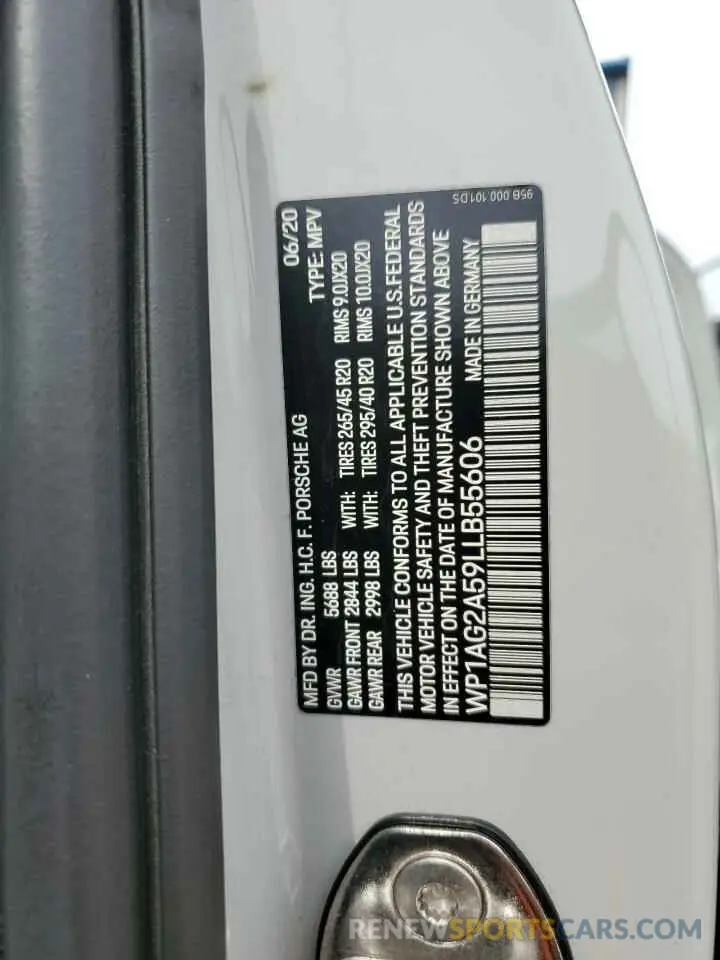 MFD BY DR. ING. H.C. F. PORSCHE AG 06/20
GVWR 5688 LBS TYPE: MPV
GAWR FRONT 2844 LBS WITH: TIRES 265/45 R20 RIMS 9.0JX20
GAWR REAR 2998 LBS WITH: TIRES 295/40 R20 RIMS 10.0JX20
THIS VEHICLE CONFORMS TO ALL APPLICABLE U.S.FEDERAL
MOTOR VEHICLE SAFETY AND THEFT PREVENTION STANDARDS
IN EFFECT ON THE DATE OF MANUFACTURE SHOWN ABOVE
WP1AG2A59LLB55606 MADE IN GERMANY
95B 000 101 DS
RENEWSPORTSCARS.COM